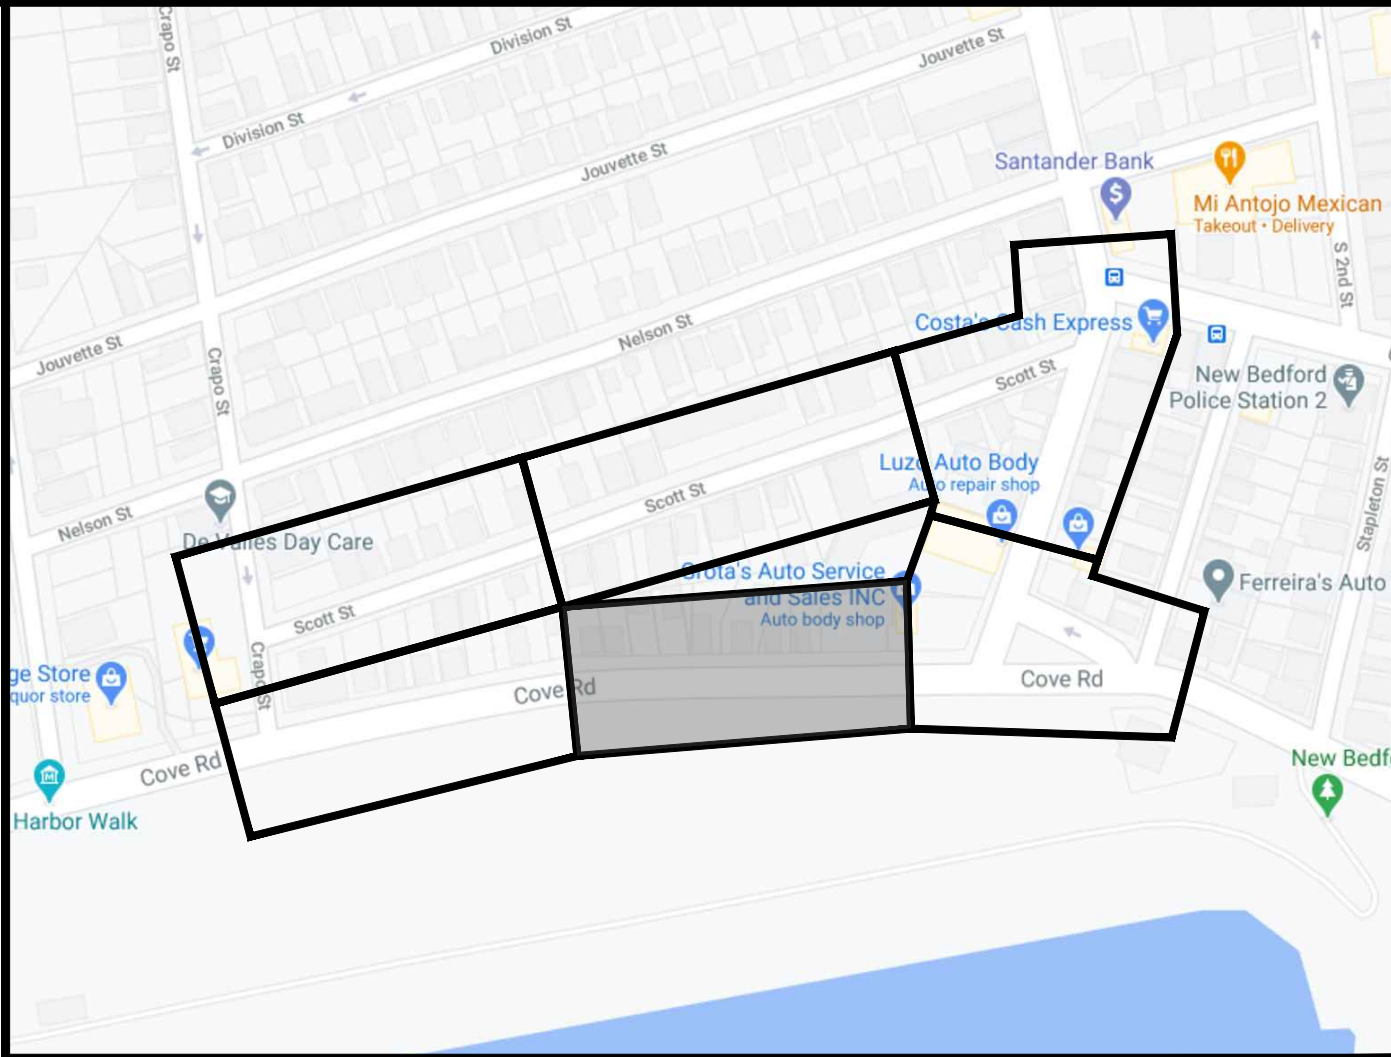 Crapo St
Division St
Jouvette St
Division St
Jouvette St
Santander Bank
Mi Antojo Mexican
Takeout • Delivery
S 2nd St
Costa's Cash Express
Nelson St
Jouvette St
Crapo St
Scott St
New Bedford
Police Station 2
Luzo Auto Body
Auto repair shop
Scott St
Stapleton St
Nelson St
De Valles Day Care
Grota's Auto Service
and Sales INC
Auto body shop
Ferreira's Auto
Scott St
Crapo St
ge Store
quor store
Cove Rd
Cove Rd
Cove Rd
New Bedf
Harbor Walk